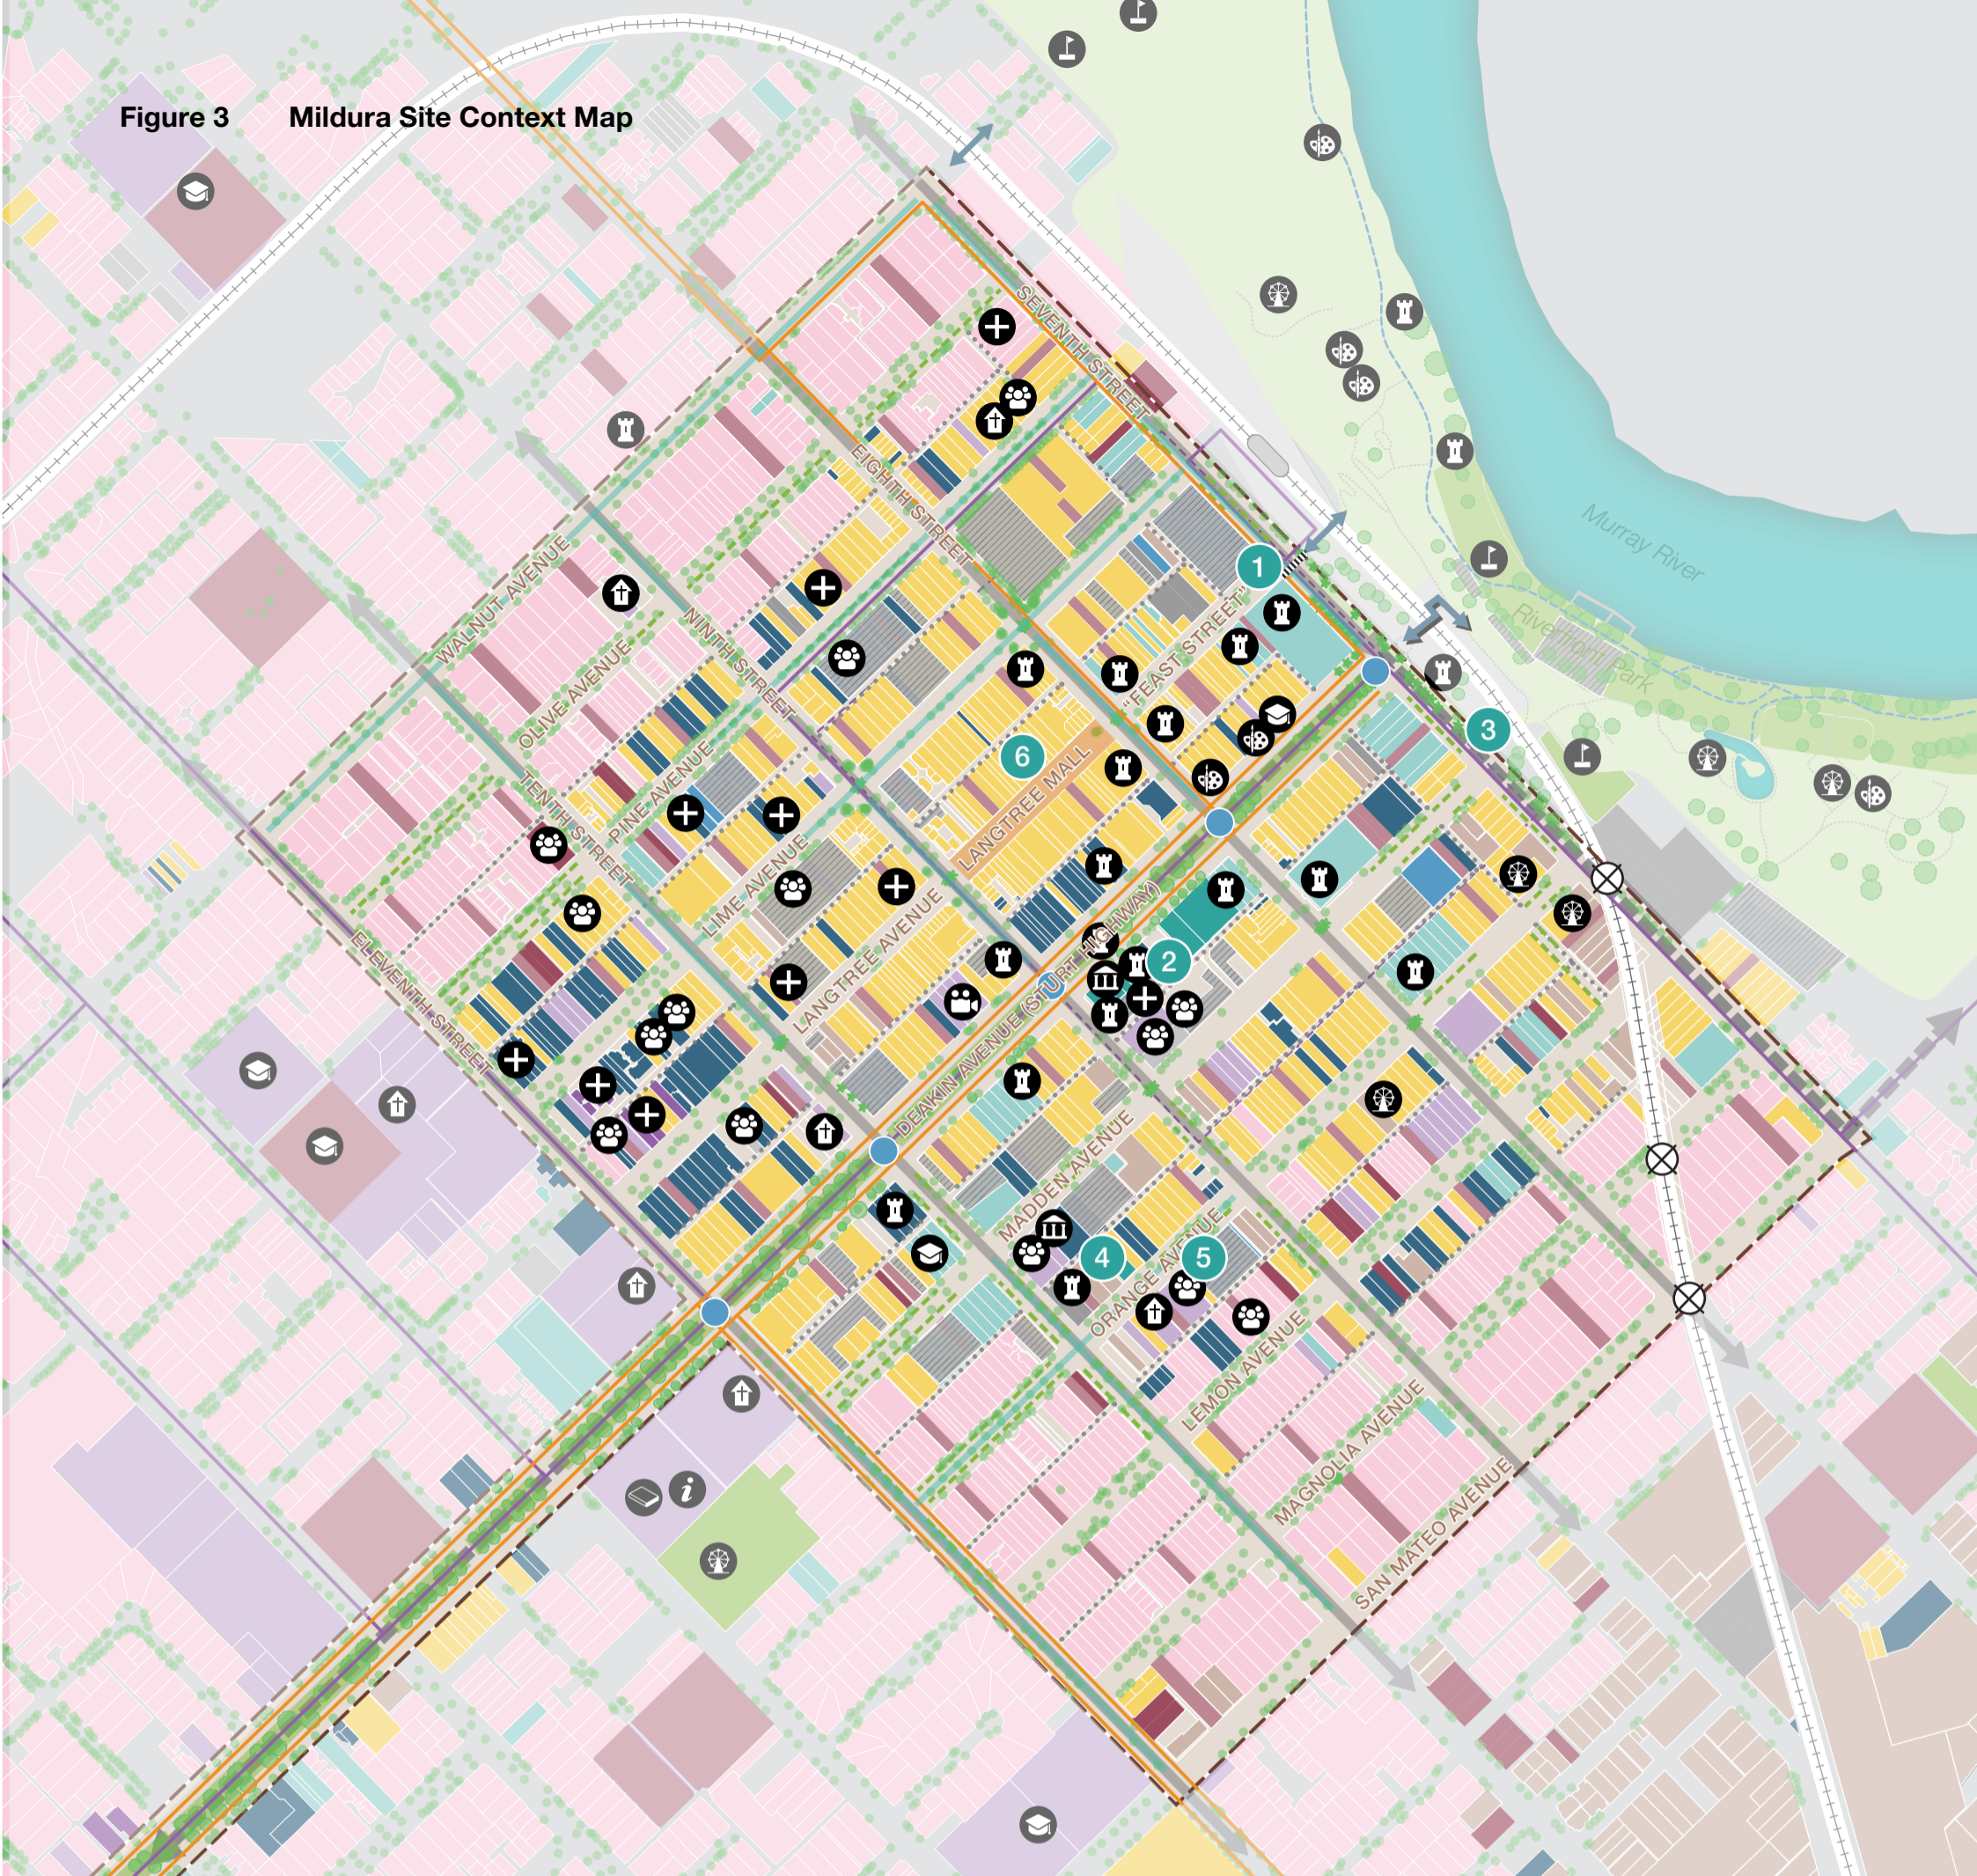 Figure 3 Mildura Site Context Map
SEVENTH STREET
EIGHTH STREET
Murray River
Riverfront Park
1
"FEAST STREET"
WALNUT AVENUE
OLIVE AVENUE
NINTH STREET
3
6
LANGTREE MALL
PINE AVENUE
TENTH STREET
LIME AVENUE
LANGTREE AVENUE
2
DEAKIN AVENUE (STURT HIGHWAY)
ELEVENTH STREET
MADDEN AVENUE
4
5
ORANGE AVENUE
LEMON AVENUE
MAGNOLIA AVENUE
SAN MATEO AVENUE
i